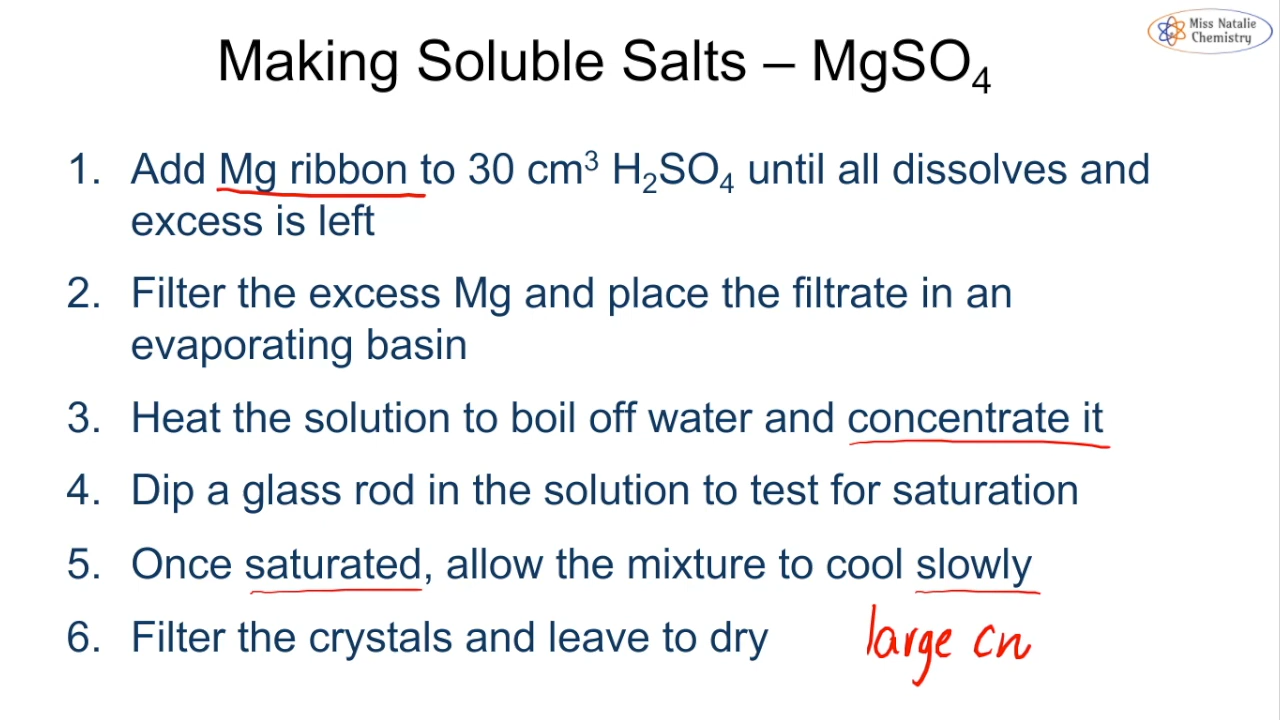 Miss Natalie
Chemistry
Making Soluble Salts – MgSO₄
1. Add Mg ribbon to 30 cm³ H₂SO₄ until all dissolves and
excess is left
2. Filter the excess Mg and place the filtrate in an
evaporating basin
3. Heat the solution to boil off water and concentrate it
4. Dip a glass rod in the solution to test for saturation
5. Once saturated, allow the mixture to cool slowly
6. Filter the crystals and leave to dry
large